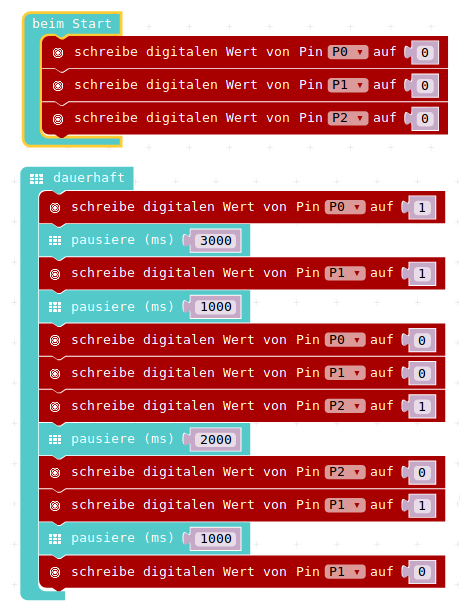 beim Start
schreibe digitalen Wert von Pin P0 ▾ auf 0
schreibe digitalen Wert von Pin P1 ▾ auf 0
schreibe digitalen Wert von Pin P2 ▾ auf 0
dauerhaft
schreibe digitalen Wert von Pin P0 ▾ auf 1
pausiere (ms) 3000
schreibe digitalen Wert von Pin P1 ▾ auf 1
pausiere (ms) 1000
schreibe digitalen Wert von Pin P0 ▾ auf 0
schreibe digitalen Wert von Pin P1 ▾ auf 0
schreibe digitalen Wert von Pin P2 ▾ auf 1
pausiere (ms) 2000
schreibe digitalen Wert von Pin P2 ▾ auf 0
schreibe digitalen Wert von Pin P1 ▾ auf 1
pausiere (ms) 1000
schreibe digitalen Wert von Pin P1 ▾ auf 0